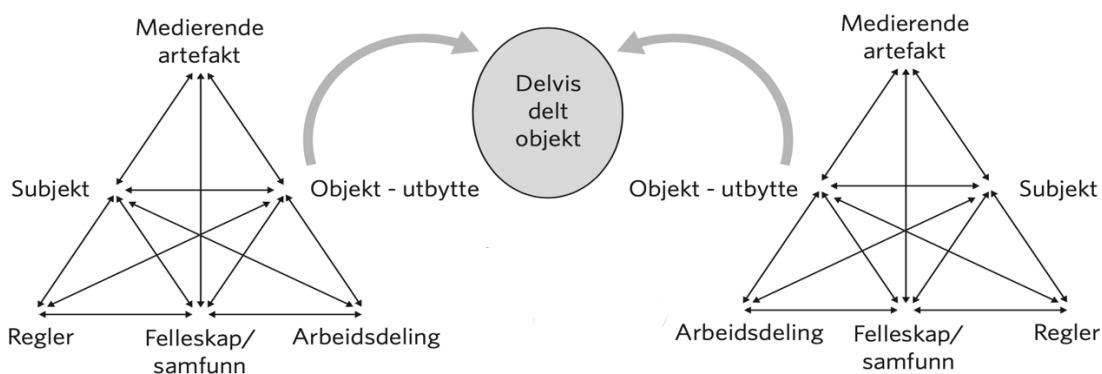 Medierende
artefakt
Subjekt
Objekt - utbytte
Regler
Felleskap/
samfunn
Arbeidsdeling
Delvis
delt
objekt
Medierende
artefakt
Objekt - utbytte
Subjekt
Arbeidsdeling
Felleskap/
samfunn
Regler